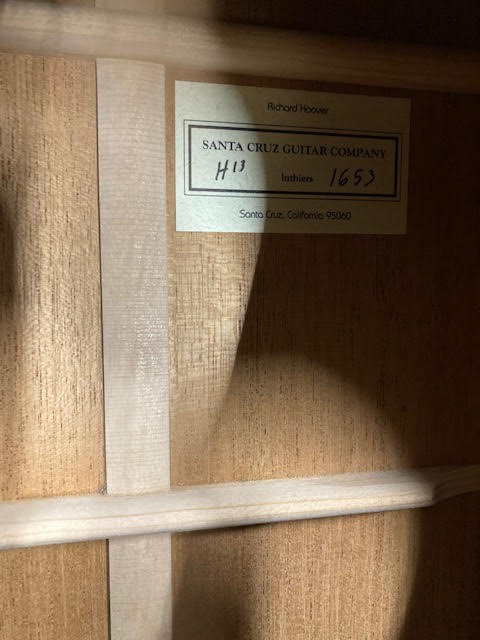 Richard Hoover
SANTA CRUZ GUITAR COMPANY
H13 luthiers 1653
Santa Cruz, California 95060